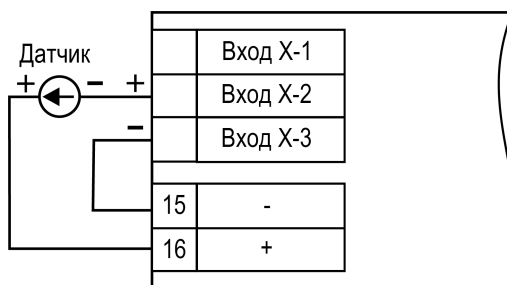 Датчик
+ − +
−
Вход X-1
Вход X-2
Вход X-3
15 -
16 +